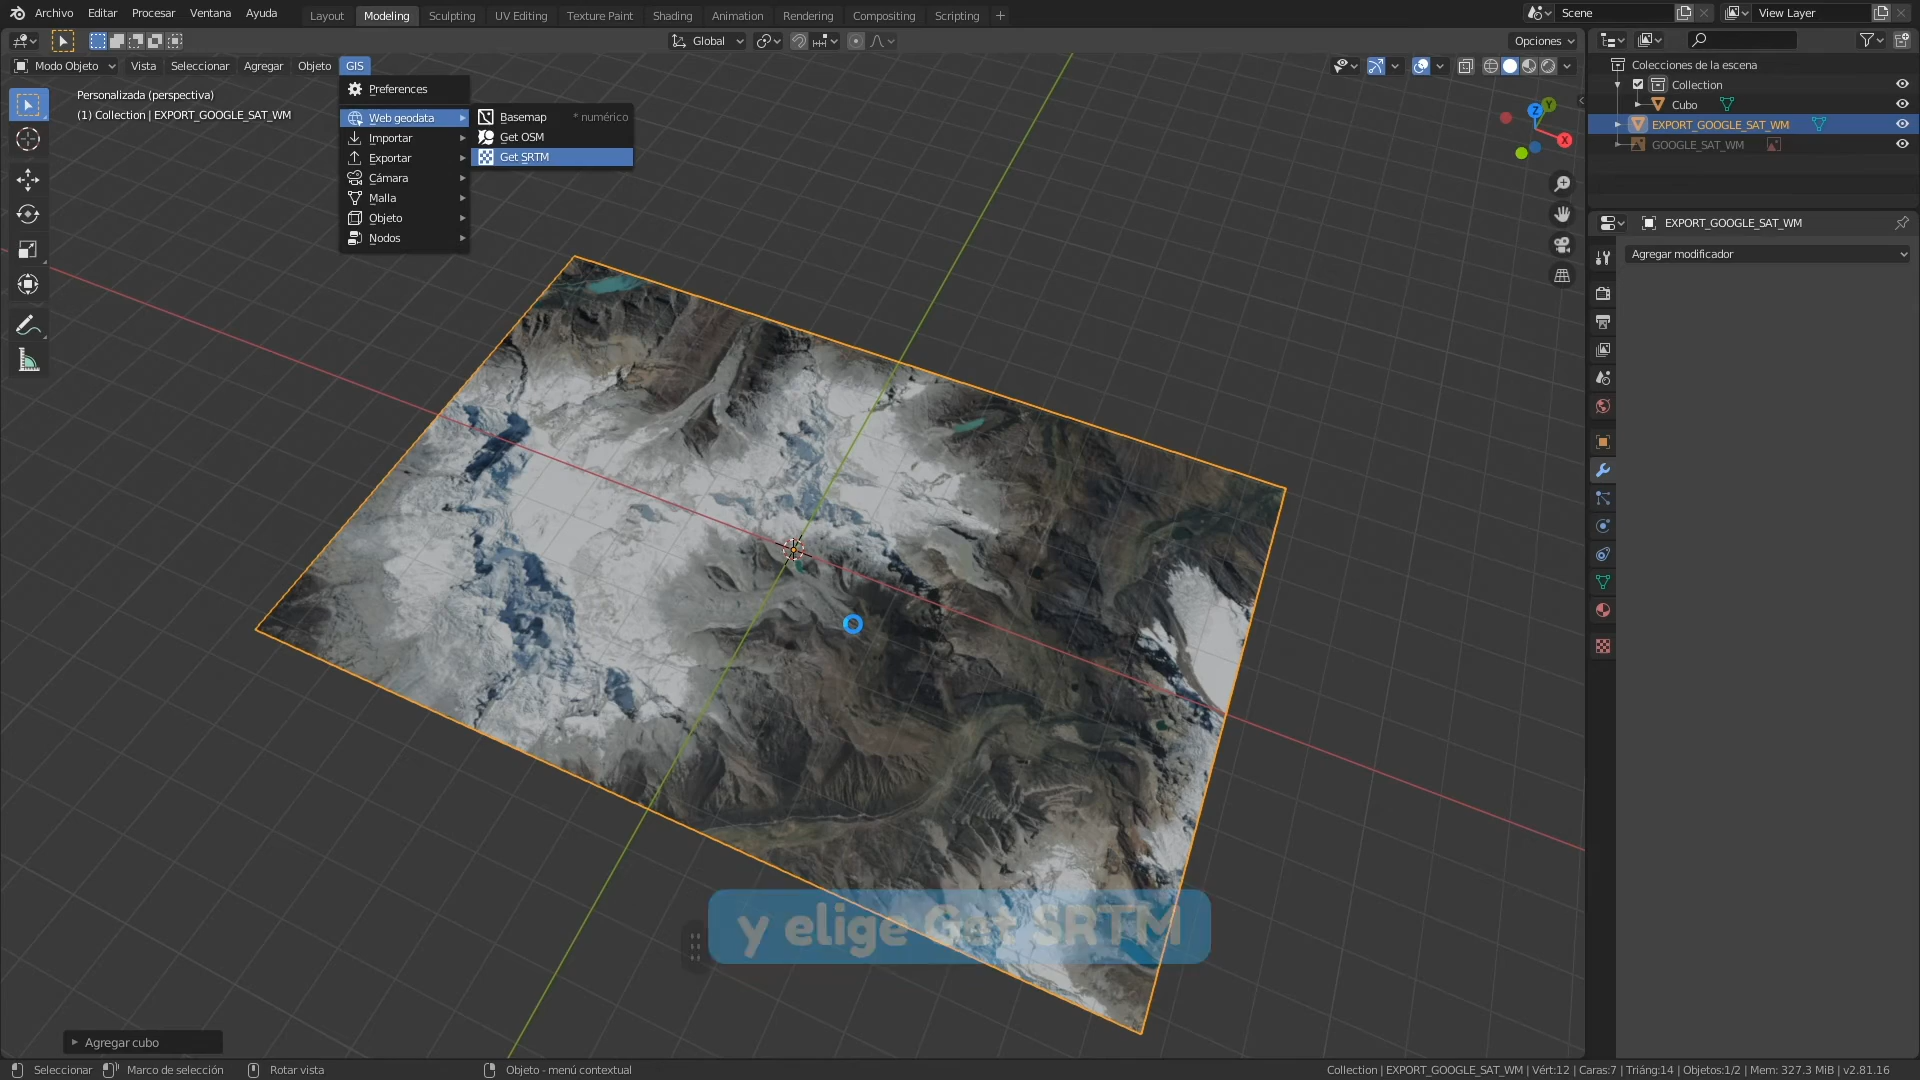 Archivo Editar Procesar Ventana Ayuda Layout Modeling Sculpting UV Editing Texture Paint Shading Animation Rendering Compositing Scripting + Scene View Layer
Global Opciones
Modo Objeto Vista Seleccionar Agregar Objeto GIS
Colecciones de la escena
Collection
Cubo
EXPORT_GOOGLE_SAT_WM
GOOGLE_SAT_WM
Personalizada (perspectiva)
(1) Collection | EXPORT_GOOGLE_SAT_WM
Preferences
Web geodata
Importar
Exportar
Cámara
Malla
Objeto
Nodos
Basemap * numérico
Get OSM
Get SRTM
Z
Y
X
EXPORT_GOOGLE_SAT_WM
Agregar modificador
y elige Get SRTM
Agregar cubo
Seleccionar Marco de selección Rotar vista Objeto - menú contextual Collection | EXPORT_GOOGLE_SAT_WM | Vért:12 | Caras:7 | Triáng:14 | Objetos:1/2 | Mem: 327.3 MiB | v2.81.16